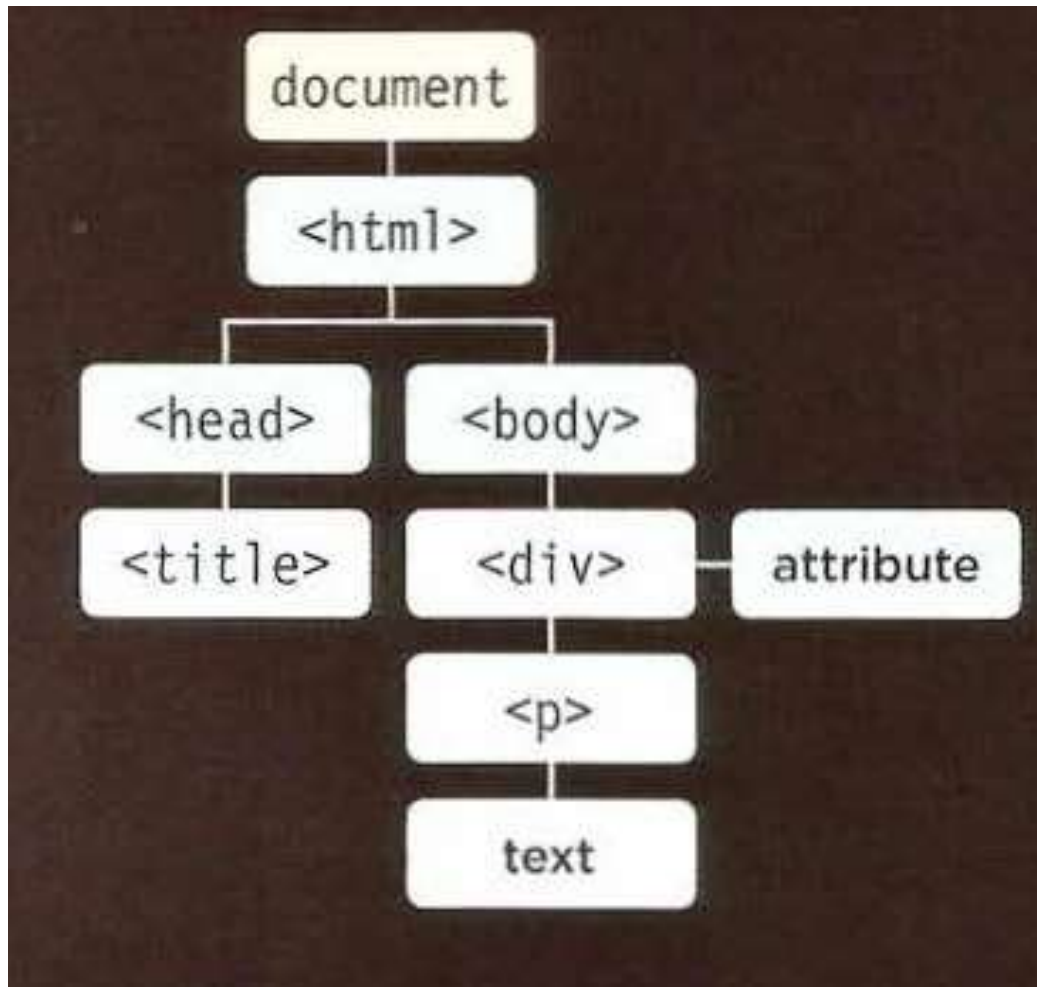 document
<html>
<head> <body>
<title> <div> attribute
<p>
text